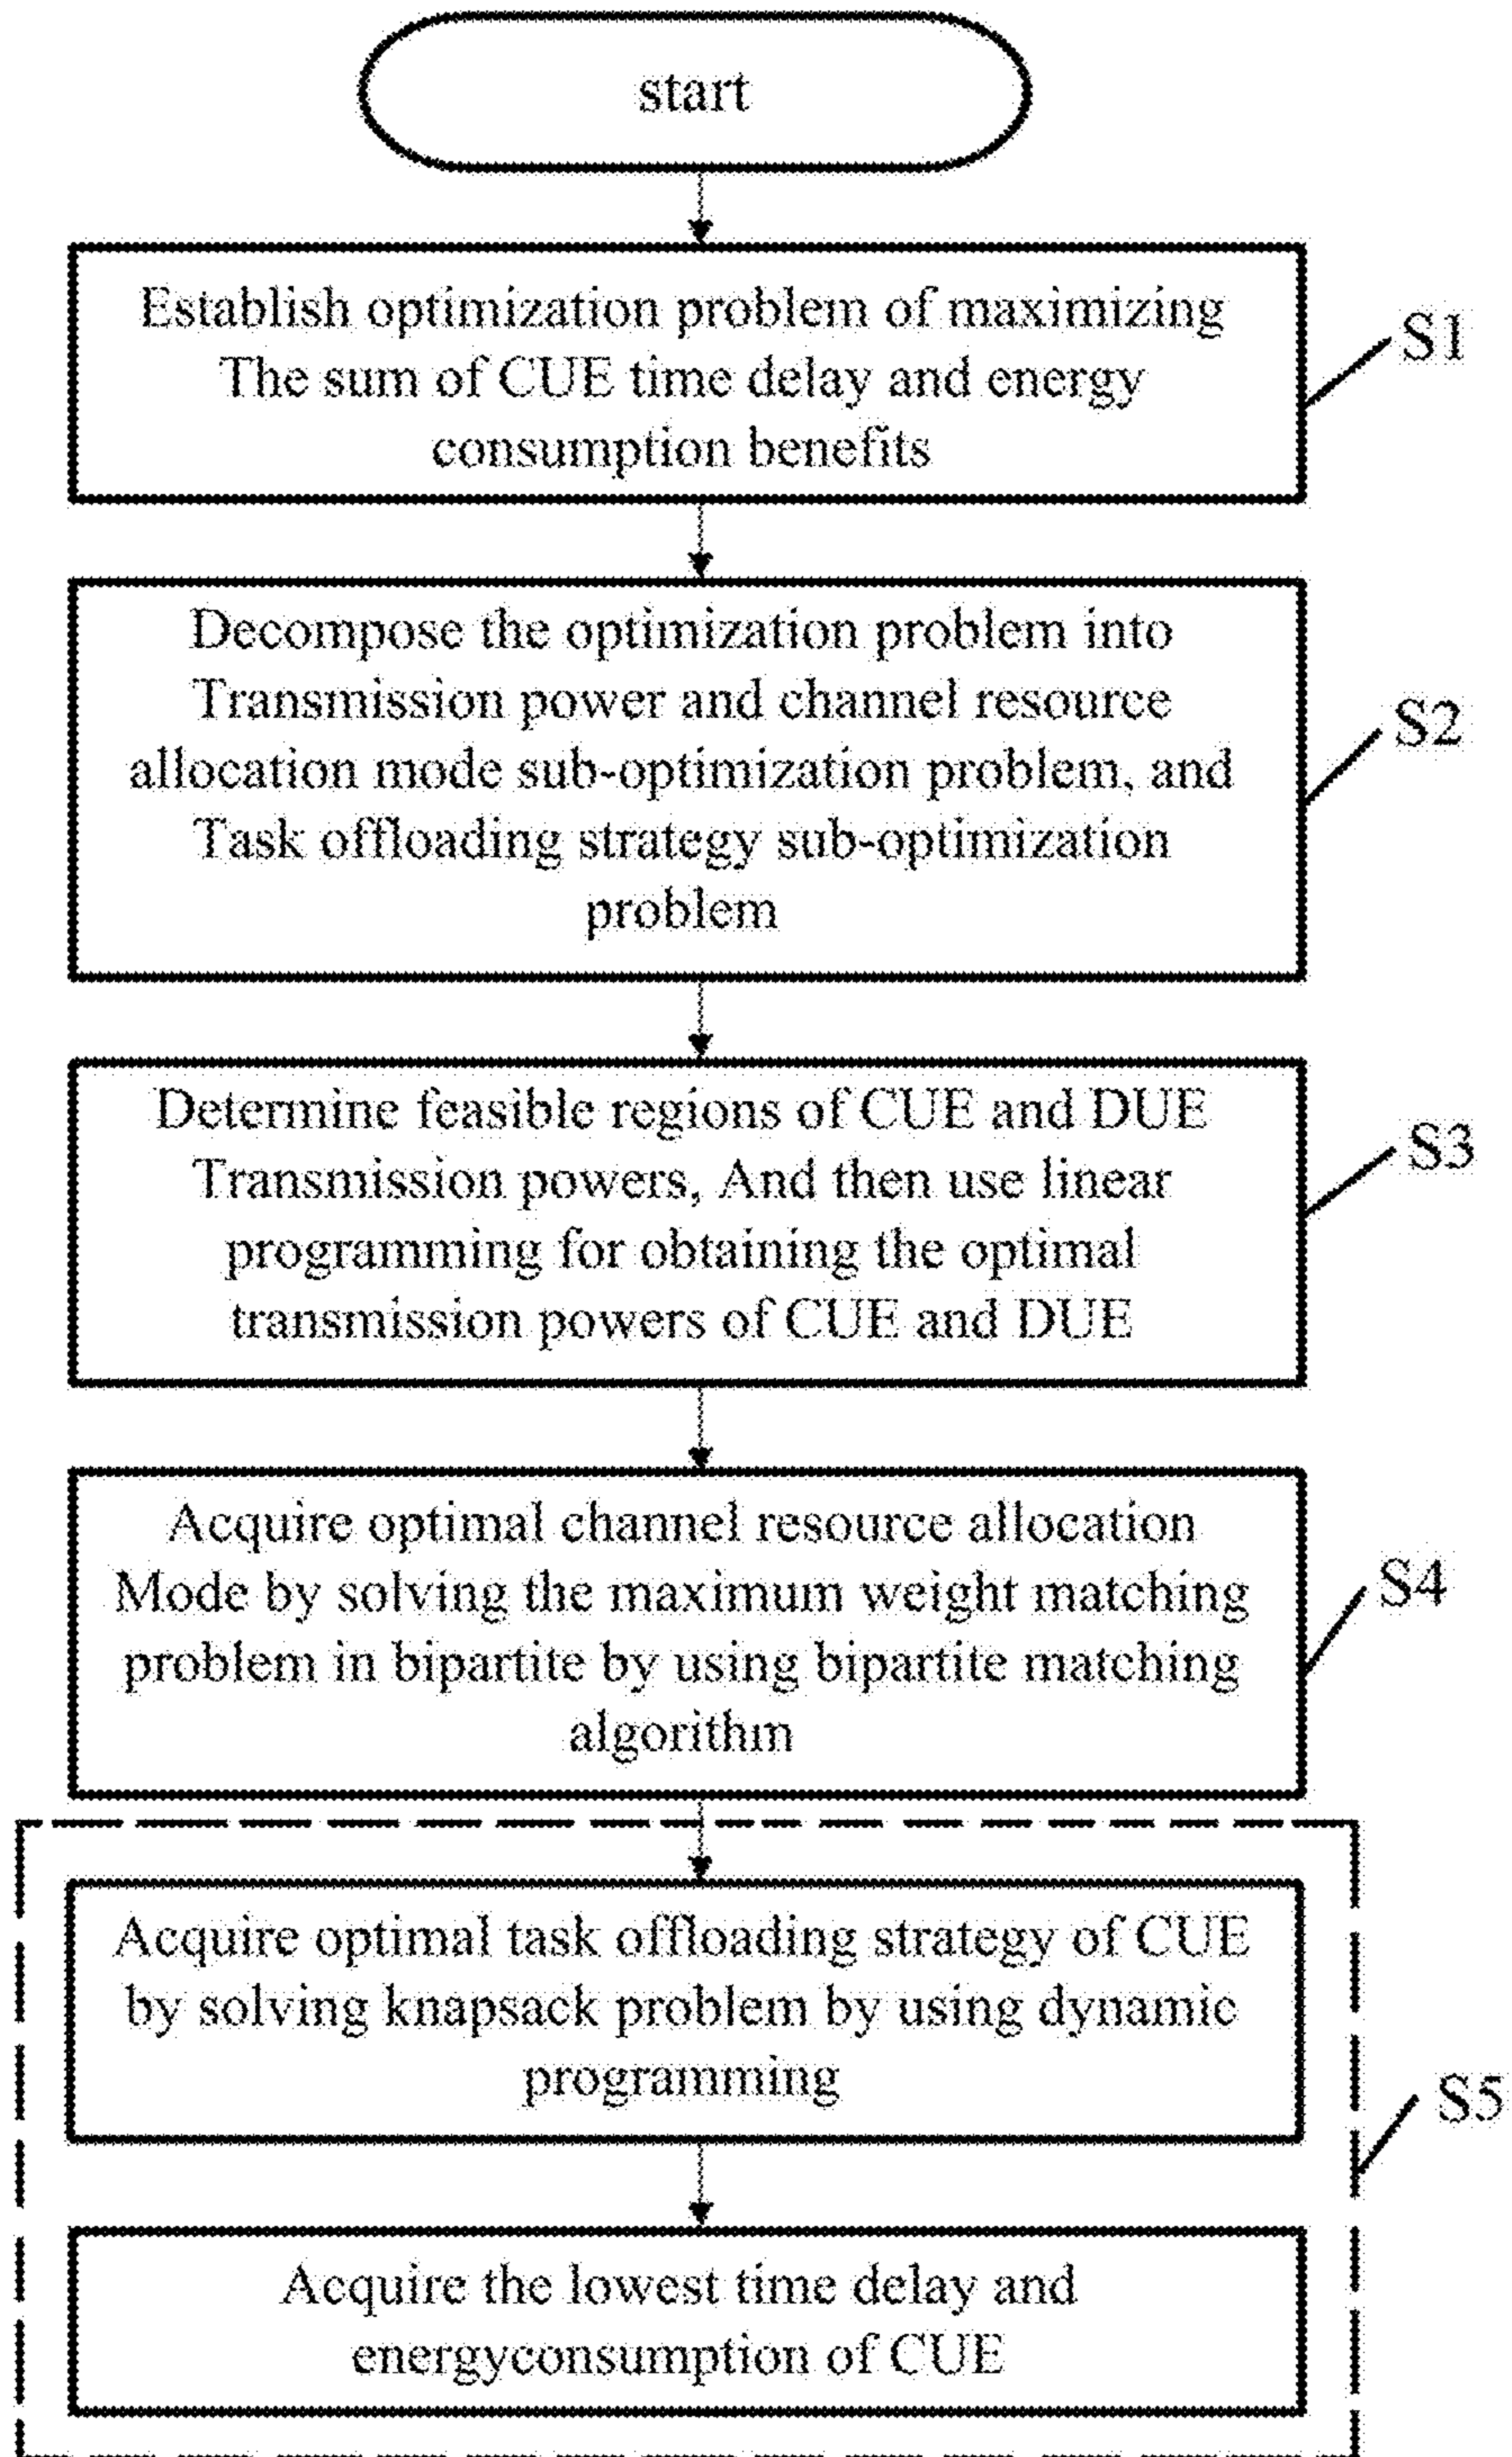 start
Establish optimization problem of maximizing
The sum of CUE time delay and energy
consumption benefits
S1
Decompose the optimization problem into
Transmission power and channel resource
allocation mode sub-optimization problem, and
Task offloading strategy sub-optimization
problem
S2
Determine feasible regions of CUE and DUE
Transmission powers, And then use linear
programming for obtaining the optimal
transmission powers of CUE and DUE
S3
Acquire optimal channel resource allocation
Mode by solving the maximum weight matching
problem in bipartite by using bipartite matching
algorithm
S4
Acquire optimal task offloading strategy of CUE
by solving knapsack problem by using dynamic
programming
S5
Acquire the lowest time delay and
energyconsumption of CUE